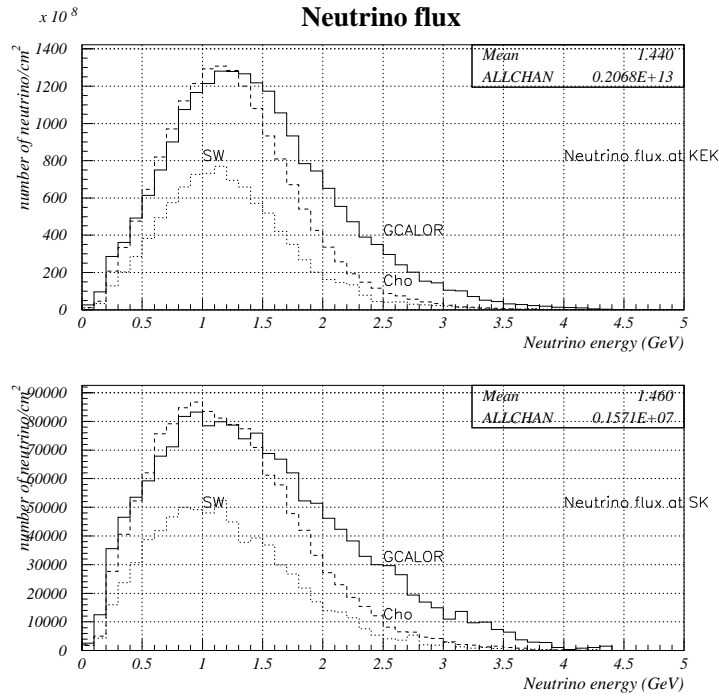 Neutrino flux
x 10 8
number of neutrino/cm2
1400
1200
1000
800
600
400
200
0
Mean 1.440
ALLCHAN 0.2068E+13
SW
Neutrino flux at KEK
GCALOR
Cho
0 0.5 1 1.5 2 2.5 3 3.5 4 4.5 5
Neutrino energy (GeV)
number of neutrino/cm2
90000
80000
70000
60000
50000
40000
30000
20000
10000
0
Mean 1.460
ALLCHAN 0.1571E+07
SW
Neutrino flux at SK
GCALOR
Cho
0 0.5 1 1.5 2 2.5 3 3.5 4 4.5 5
Neutrino energy (GeV)